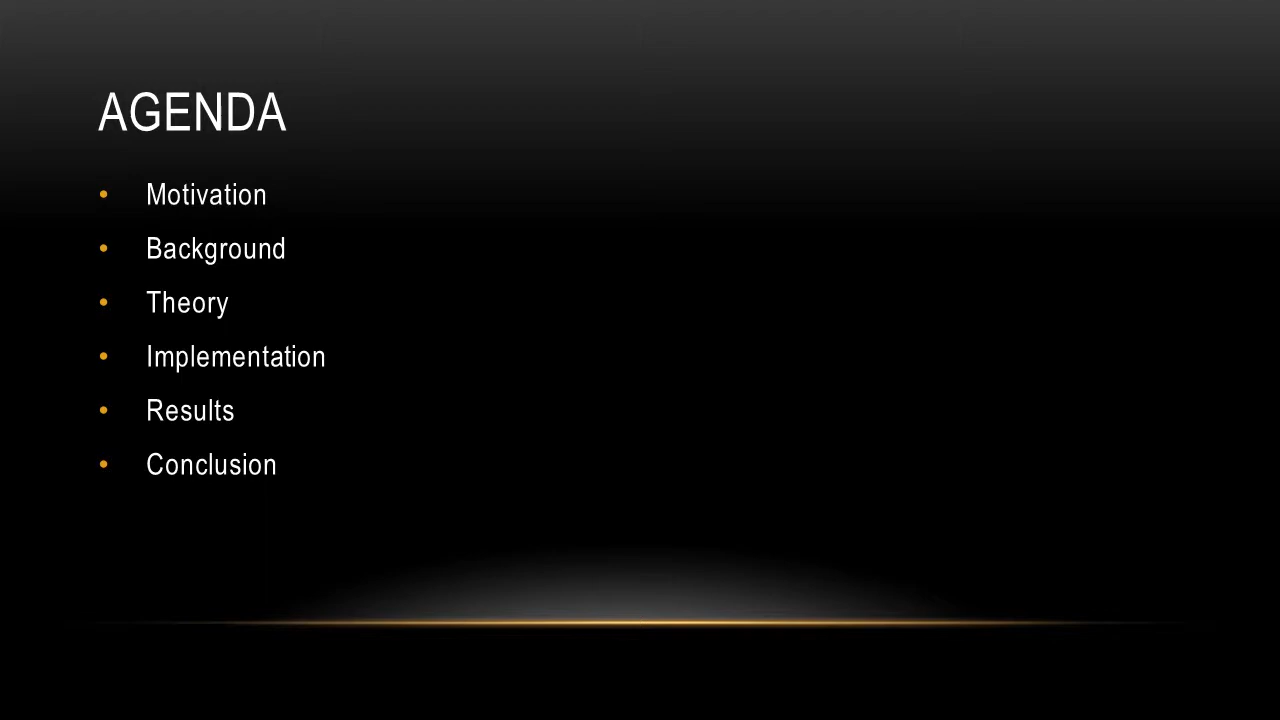 AGENDA
• Motivation
• Background
• Theory
• Implementation
• Results
• Conclusion